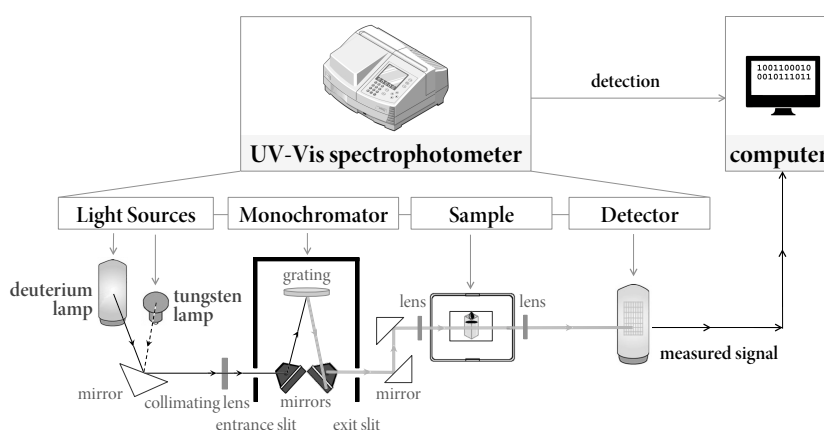 1001100010
0010111011
detection
UV-Vis spectrophotometer
computer
Light Sources
Monochromator
Sample
Detector
deuterium
lamp
tungsten
lamp
grating
lens
lens
mirror
collimating lens
mirrors
mirror
measured signal
entrance slit
exit slit